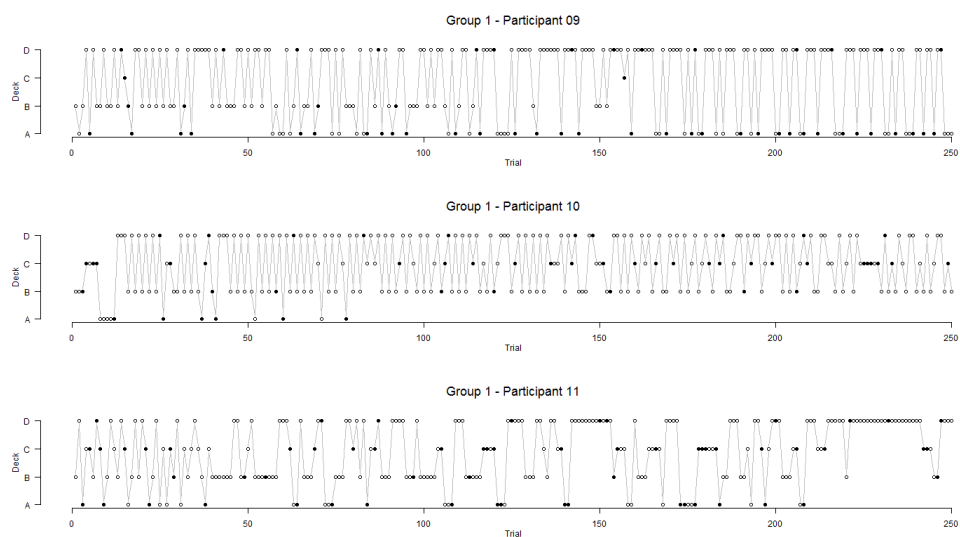 Group 1 - Participant 09
D
C
B
A
Deck
0 50 100 150 200 250
Trial
Group 1 - Participant 10
D
C
B
A
Deck
0 50 100 150 200 250
Trial
Group 1 - Participant 11
D
C
B
A
Deck
0 50 100 150 200 250
Trial